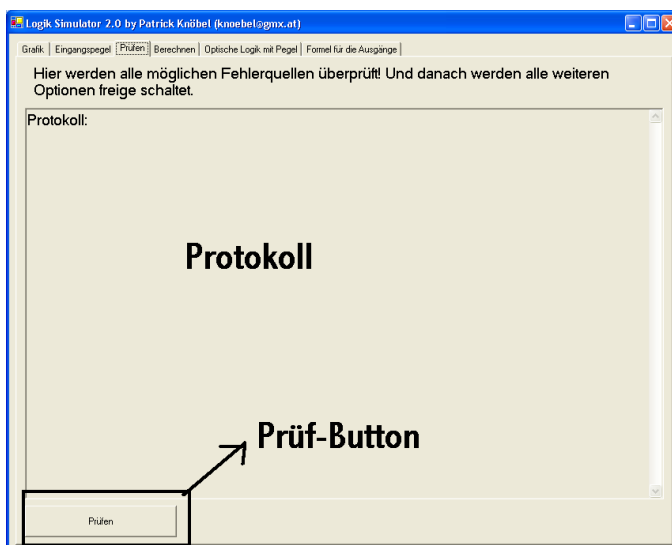 Logik Simulator 2.0 by Patrick Knöbel (knoebel@gmx.at)
Grafik Eingangspegel Prüfen Berechnen Optische Logik mit Pegel Formel für die Ausgänge
Hier werden alle möglichen Fehlerquellen überprüft! Und danach werden alle weiteren
Optionen freige schaltet.
Protokoll:
Protokoll
Prüf-Button
Prüfen